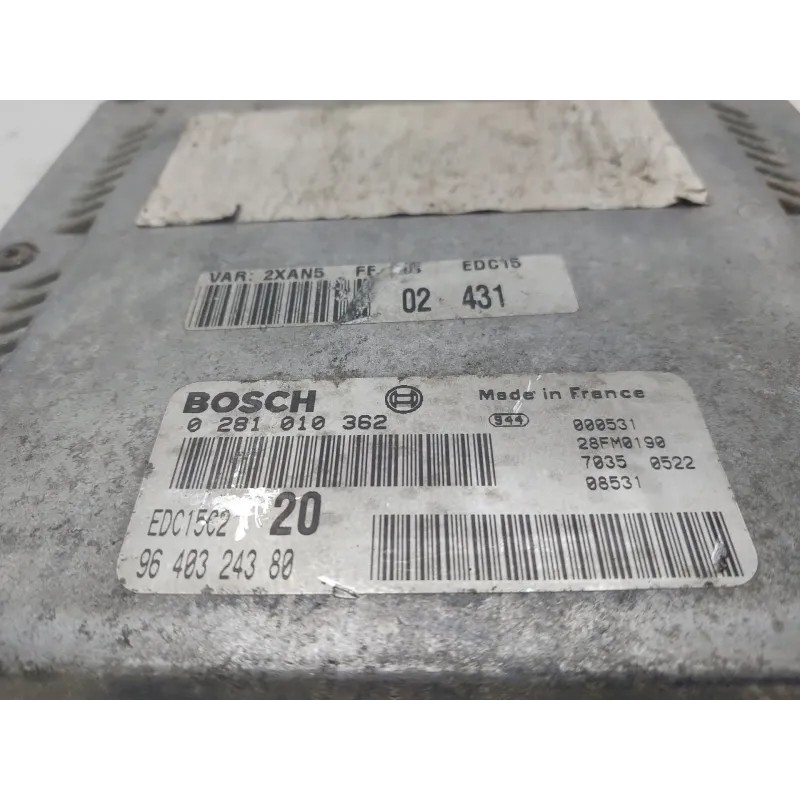 VAR: 2XAN5 EDC15
02 431
BOSCH Made in France
0 281 010 362 944 000531
28FM0190
7035 0522
08531
EDC15C2 20
96 403 243 80